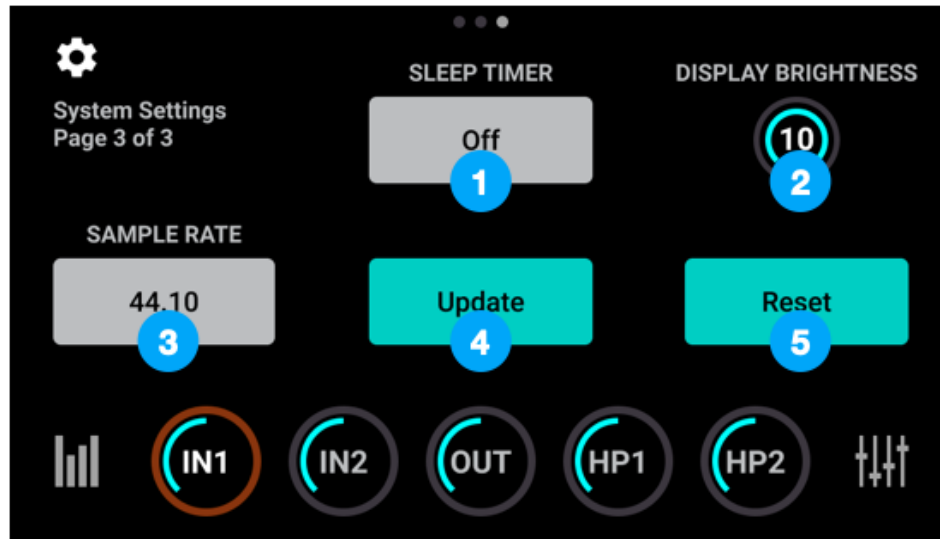 System Settings
Page 3 of 3
SLEEP TIMER
Off
1
DISPLAY BRIGHTNESS
10
2
SAMPLE RATE
44.10
3
Update
4
Reset
5
IN1
IN2
OUT
HP1
HP2